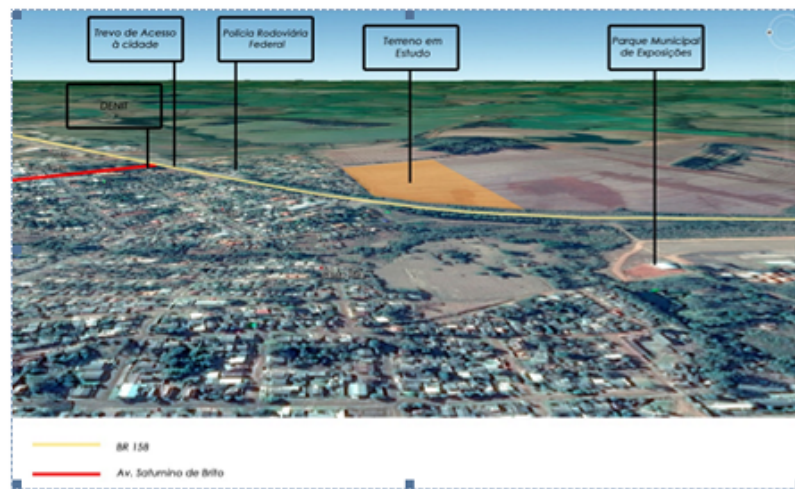 Trevo de Acesso
à cidade
Polícia Rodoviária
Federal
Terreno em
Estudo
Parque Municipal
de Exposições
DENIT
BR 158
Av. Saturnino de Brito